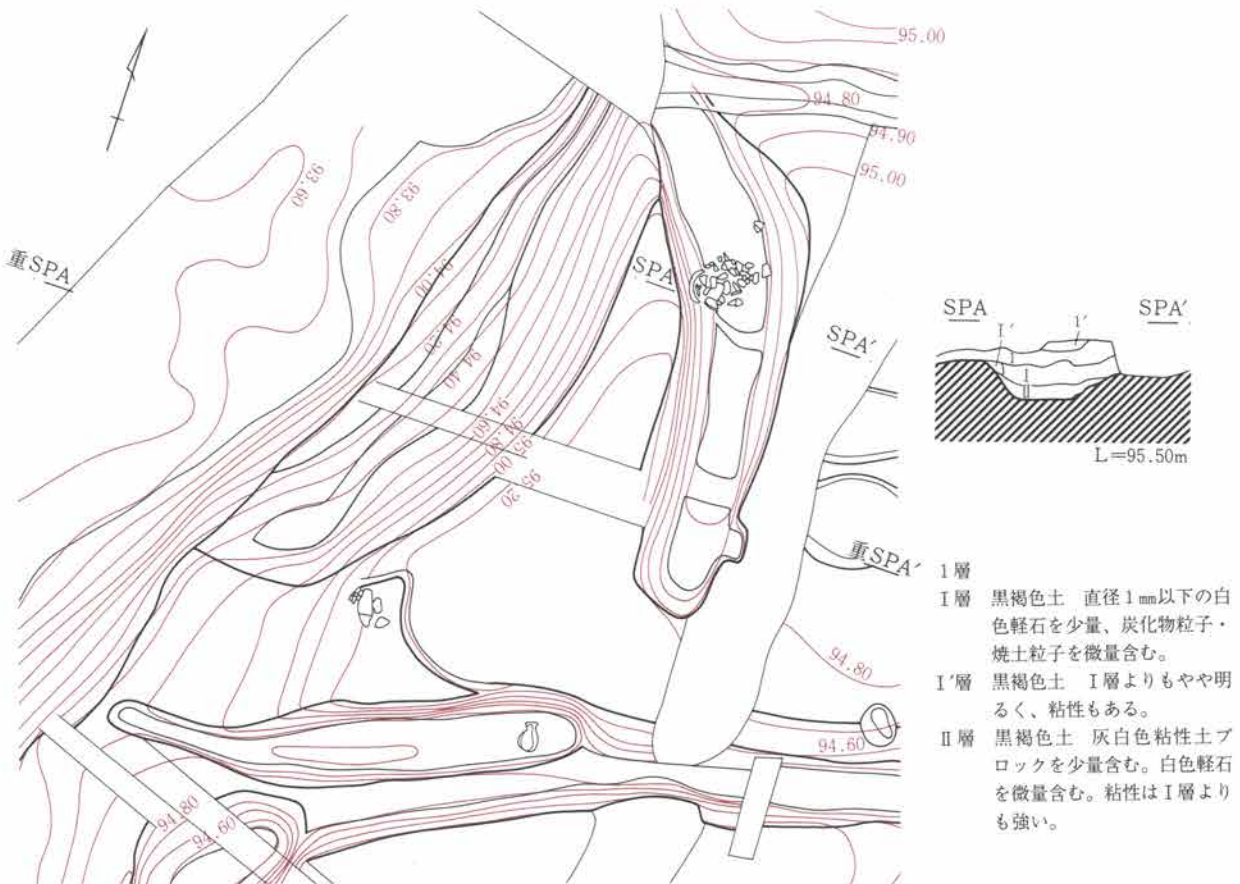 95.00
94.80
94.90
95.00
93.60
93.80
重SPA
SPA
94.00
94.20
94.40
SPA′
94.60
94.80
95.00
95.20
重SPA′
94.80
94.60
94.80
94.60
SPA
SPA′
I′
1′
I
I
II
L=95.50m
1層
I層 黒褐色土 直径1mm以下の白
色軽石を少量、炭化物粒子・
焼土粒子を微量含む。
I′層 黒褐色土 I層よりもやや明
るく、粘性もある。
II層 黒褐色土 灰白色粘性土ブ
ロックを少量含む。白色軽石
を微量含む。粘性はI層より
も強い。